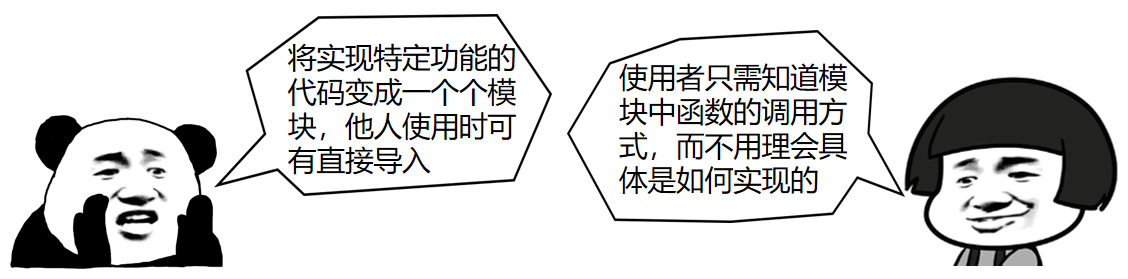 将实现特定功能的
代码变成一个个模
块，他人使用时可
有直接导入
使用者只需知道模
块中函数的调用方
式，而不用理会具
体是如何实现的